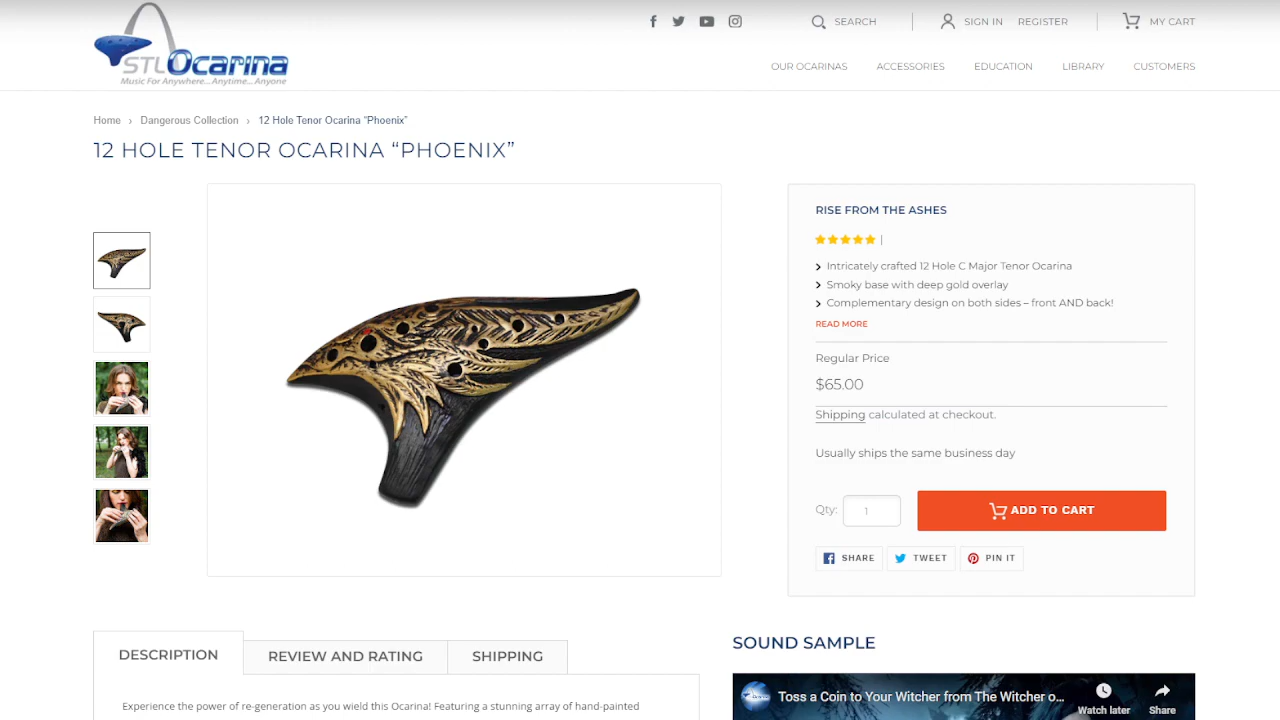 STLOcarina
Music For Anywhere... Anytime... Anyone
SEARCH
SIGN IN
REGISTER
MY CART
OUR OCARINAS
ACCESSORIES
EDUCATION
LIBRARY
CUSTOMERS
Home › Dangerous Collection › 12 Hole Tenor Ocarina “Phoenix”
12 HOLE TENOR OCARINA “PHOENIX”
RISE FROM THE ASHES
|
Intricately crafted 12 Hole C Major Tenor Ocarina
Smoky base with deep gold overlay
Complementary design on both sides – front AND back!
READ MORE
Regular Price
$65.00
Shipping calculated at checkout.
Usually ships the same business day
Qty: 1
ADD TO CART
SHARE
TWEET
PIN IT
DESCRIPTION
REVIEW AND RATING
SHIPPING
Experience the power of re-generation as you wield this Ocarina! Featuring a stunning array of hand-painted
SOUND SAMPLE
Toss a Coin to Your Witcher from The Witcher o...
Watch later
Share